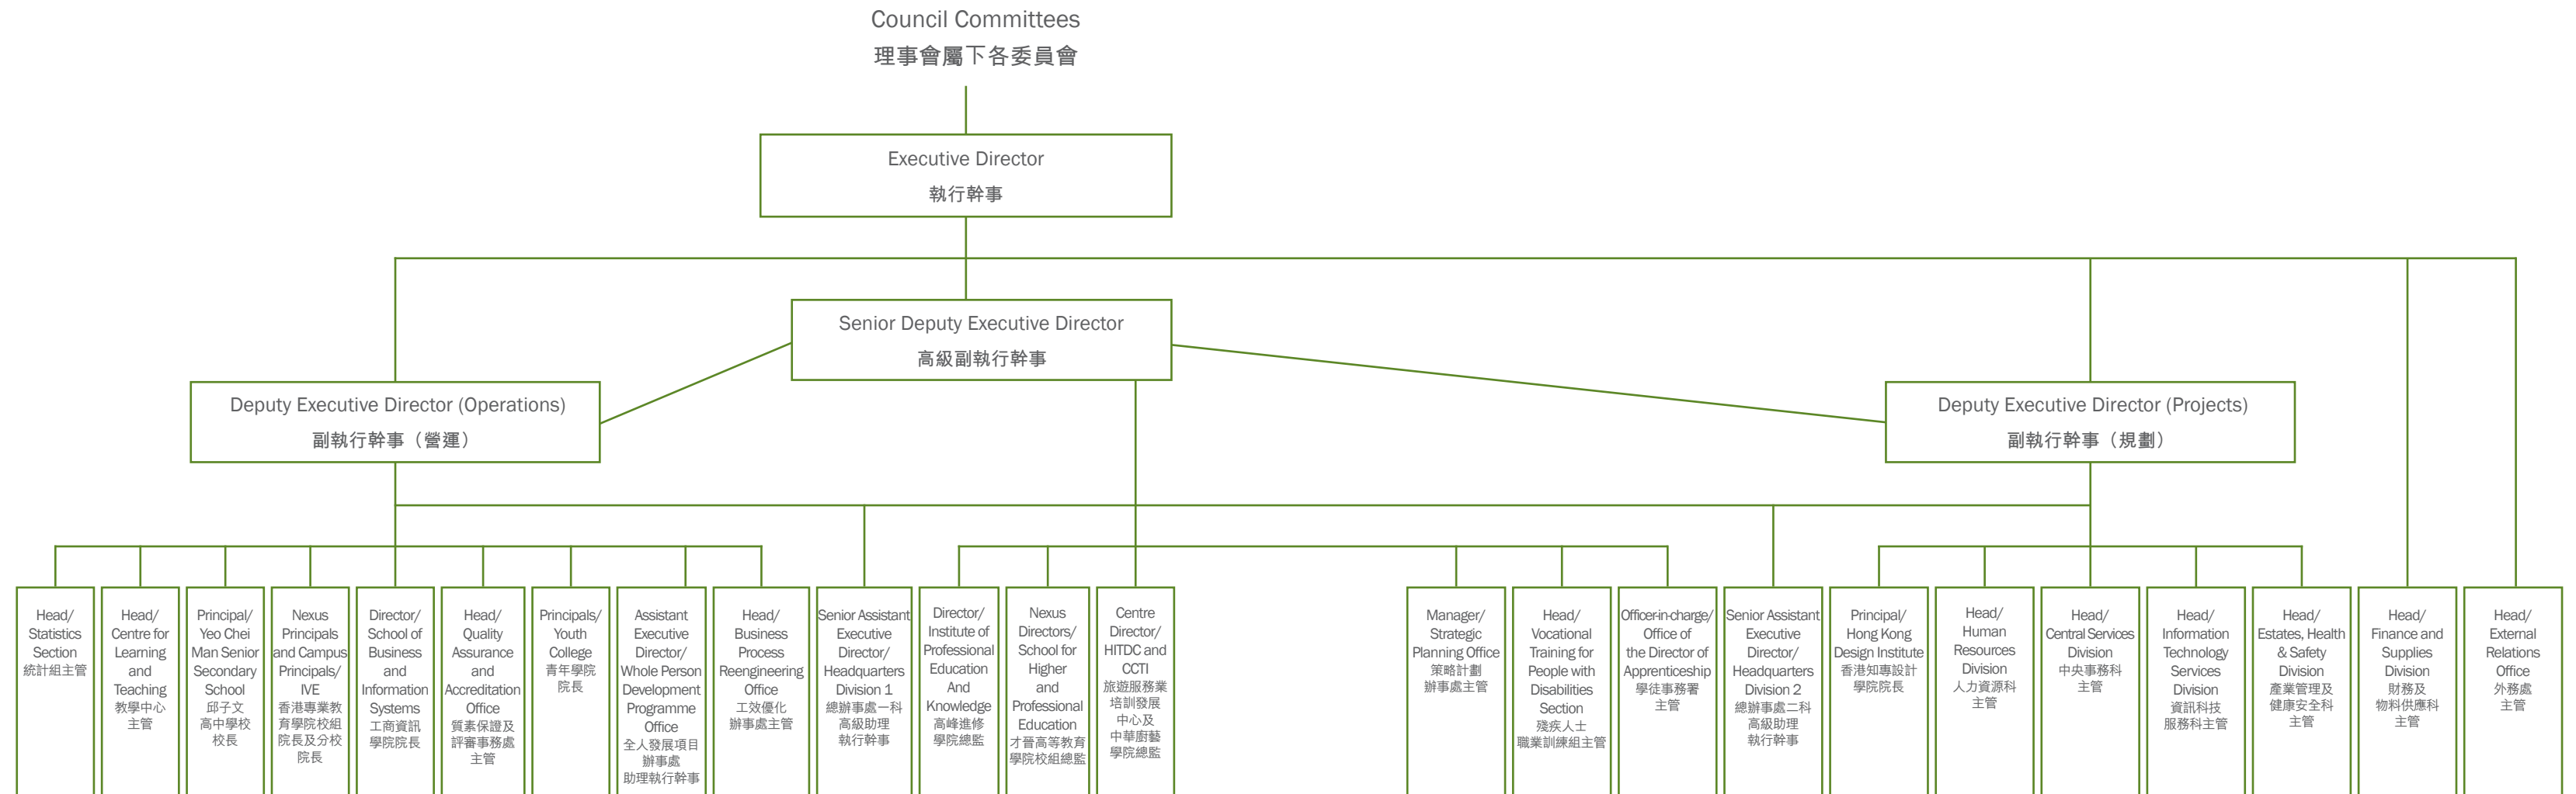 Council Committees
理事會屬下各委員會
Executive Director
執行幹事
Senior Deputy Executive Director
高級副執行幹事
Deputy Executive Director (Operations)
副執行幹事（營運）
Deputy Executive Director (Projects)
副執行幹事（規劃）
Head/
Statistics
Section
統計組主管
Head/
Centre for
Learning
and
Teaching
教學中心
主管
Principal/
Yeo Chei
Man Senior
Secondary
School
邱子文
高中學校
校長
Nexus
Principals
and Campus
Principals/
IVE
香港專業教
育學院校組
院長及分校
院長
Director/
School of
Business
and
Information
Systems
工商資訊
學院院長
Head/
Quality
Assurance
and
Accreditation
Office
質素保證及
評審事務處
主管
Principals/
Youth
College
青年學院
院長
Assistant
Executive
Director/
Whole Person
Development
Programme
Office
全人發展項目
辦事處
助理執行幹事
Head/
Business
Process
Reengineering
Office
工效優化
辦事處主管
Senior Assistant
Executive
Director/
Headquarters
Division 1
總辦事處一科
高級助理
執行幹事
Director/
Institute of
Professional
Education
And
Knowledge
高峰進修
學院總監
Nexus
Directors/
School for
Higher
and
Professional
Education
才晉高等教育
學院校組總監
Centre
Director/
HITDC and
CCTI
旅遊服務業
培訓發展
中心及
中華廚藝
學院總監
Manager/
Strategic
Planning Office
策略計劃
辦事處主管
Head/
Vocational
Training for
People with
Disabilities
Section
殘疾人士
職業訓練組主管
Officer-in-charge/
Office of
the Director of
Apprenticeship
學徒事務署
主管
Senior Assistant
Executive
Director/
Headquarters
Division 2
總辦事處二科
高級助理
執行幹事
Principal/
Hong Kong
Design Institute
香港知專設計
學院院長
Head/
Human
Resources
Division
人力資源科
主管
Head/
Central Services
Division
中央事務科
主管
Head/
Information
Technology
Services
Division
資訊科技
服務科主管
Head/
Estates, Health
& Safety
Division
產業管理及
健康安全科
主管
Head/
Finance and
Supplies
Division
財務及
物料供應科
主管
Head/
External
Relations
Office
外務處
主管